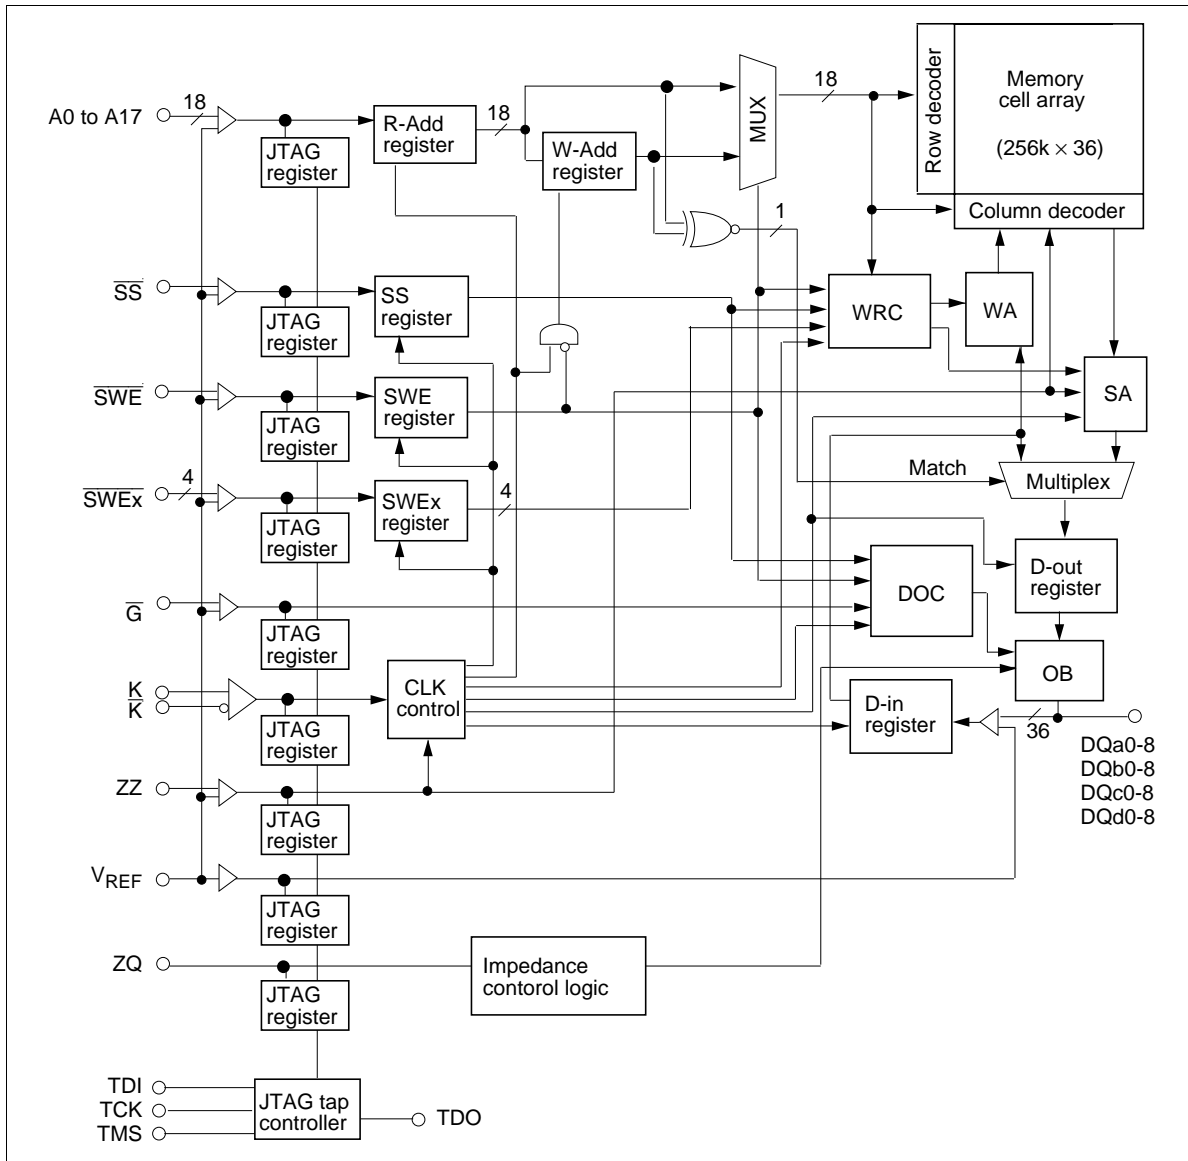 A0 to A17
18
JTAG
register
R-Add
register
18
W-Add
register
MUX
18
Row decoder
Memory
cell array
(256k × 36)
Column decoder
1
SS
JTAG
register
SS
register
WRC
WA
SA
SWE
JTAG
register
SWE
register
SWEx
4
JTAG
register
SWEx
register
4
Match
Multiplex
G
JTAG
register
DOC
D-out
register
K
K
JTAG
register
CLK
control
D-in
register
OB
36
DQa0-8
DQb0-8
DQc0-8
DQd0-8
ZZ
JTAG
register
VREF
JTAG
register
ZQ
JTAG
register
Impedance
contorol logic
TDI
TCK
TMS
JTAG tap
controller
TDO